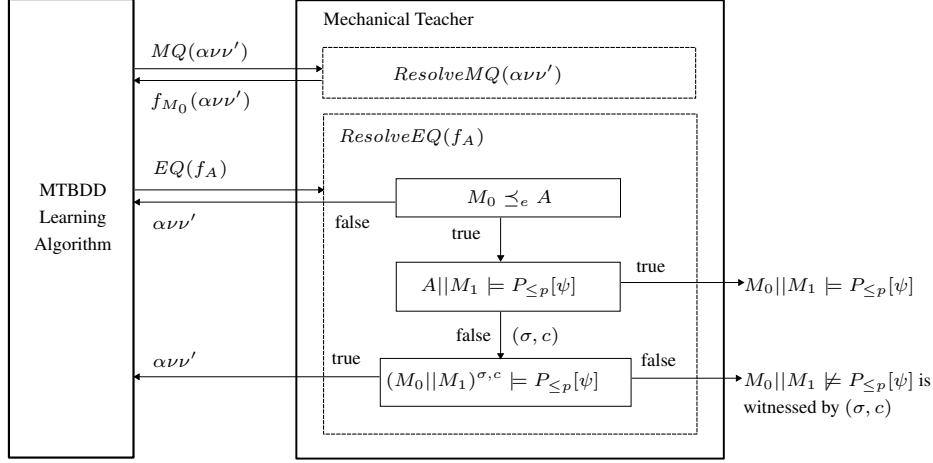 Mechanical Teacher
MQ(ανν′)
ResolveMQ(ανν′)
f_{M_0}(ανν′)
ResolveEQ(f_A)
EQ(f_A)
MTBDD
Learning
Algorithm
M_0 ⪯_e A
ανν′
false
true
true
A||M_1 ⊨ P_{≤p}[ψ]
M_0||M_1 ⊨ P_{≤p}[ψ]
false
(σ, c)
ανν′
true
false
(M_0||M_1)^{σ,c} ⊨ P_{≤p}[ψ]
M_0||M_1 ⊭ P_{≤p}[ψ] is
witnessed by (σ, c)